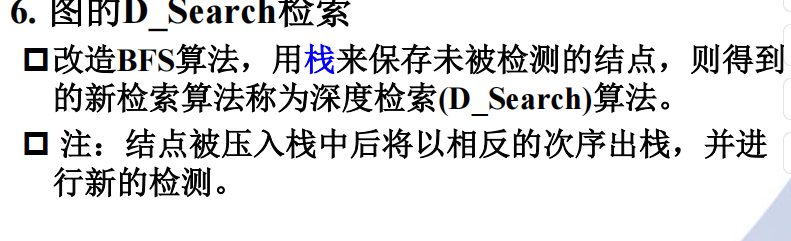 6. 图的D_Search检索
改造BFS算法，用栈来保存未被检测的结点，则得到
的新检索算法称为深度检索(D_Search)算法。
注：结点被压入栈中后将以相反的次序出栈，并进
行新的检测。